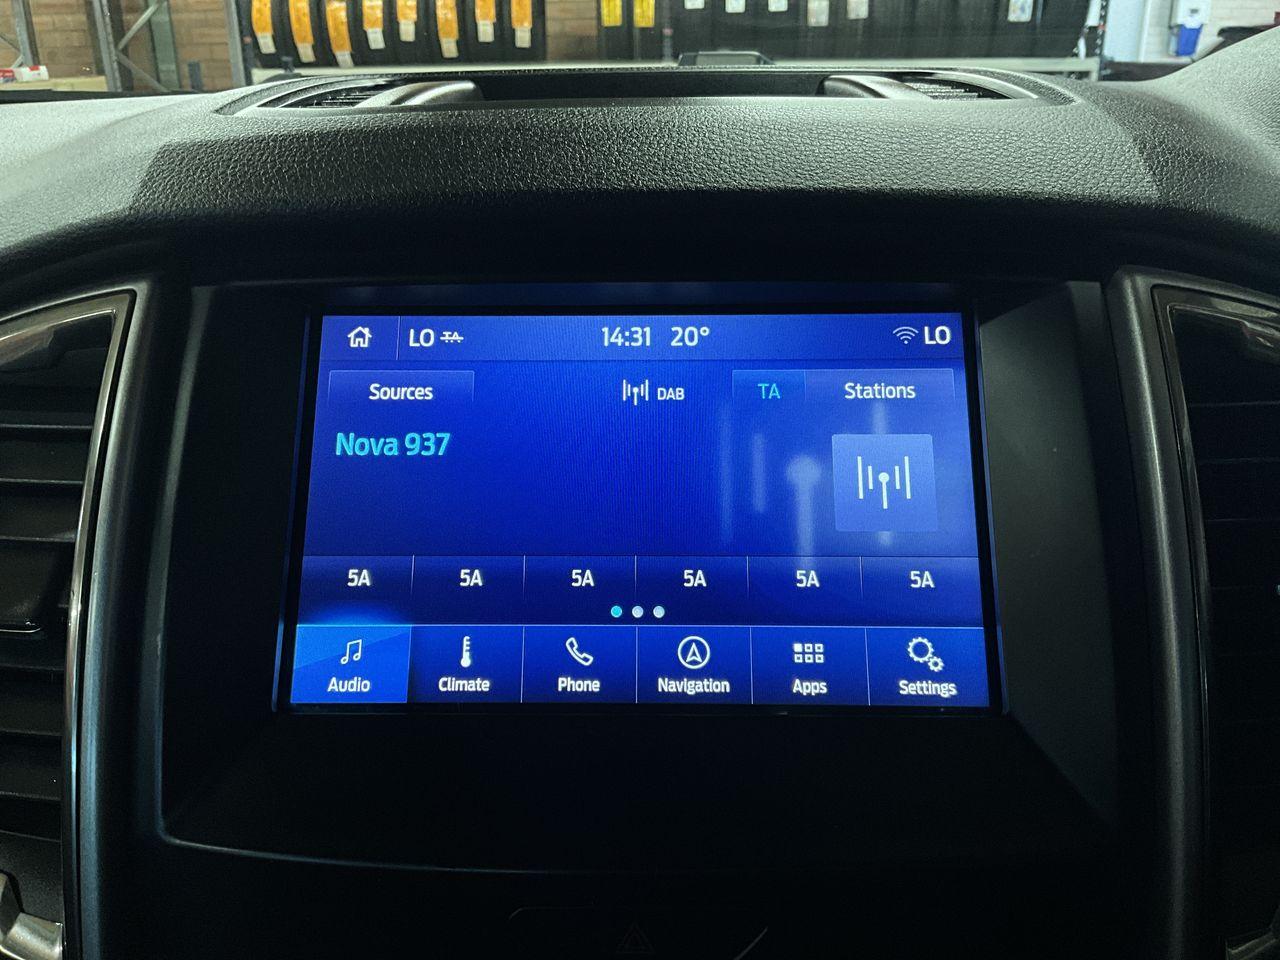 LO TA 14:31 20° LO
Sources DAB TA Stations
Nova 937
5A 5A 5A 5A 5A 5A
Audio Climate Phone Navigation Apps Settings